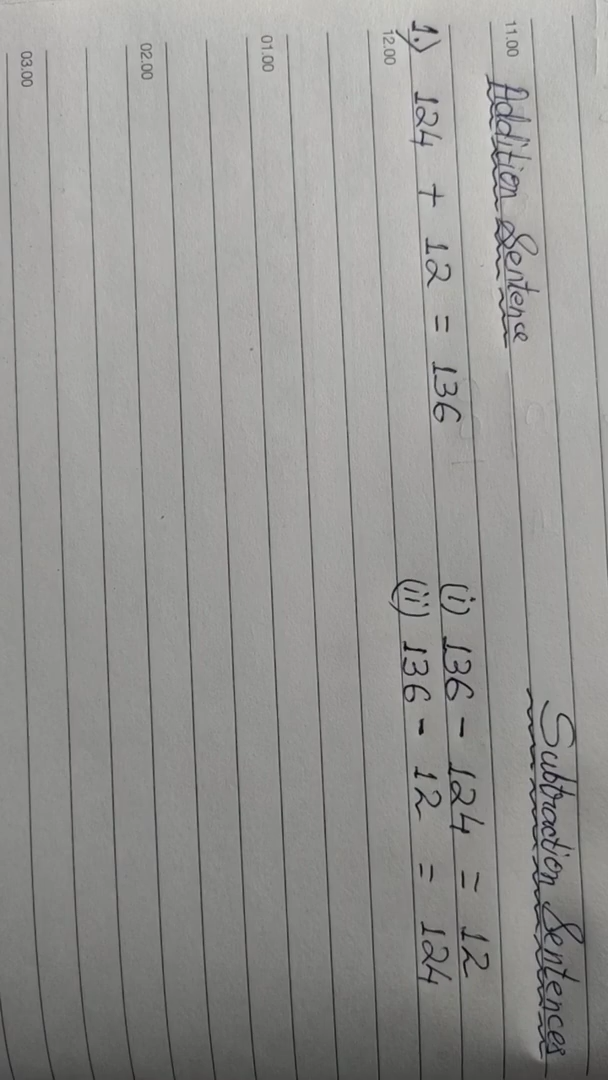 11.00
Addition Sentence Subtraction Sentences
12.00
1.) 124 + 12 = 136 (i) 136 - 124 = 12
(ii) 136 - 12 = 124
01.00
02.00
03.00